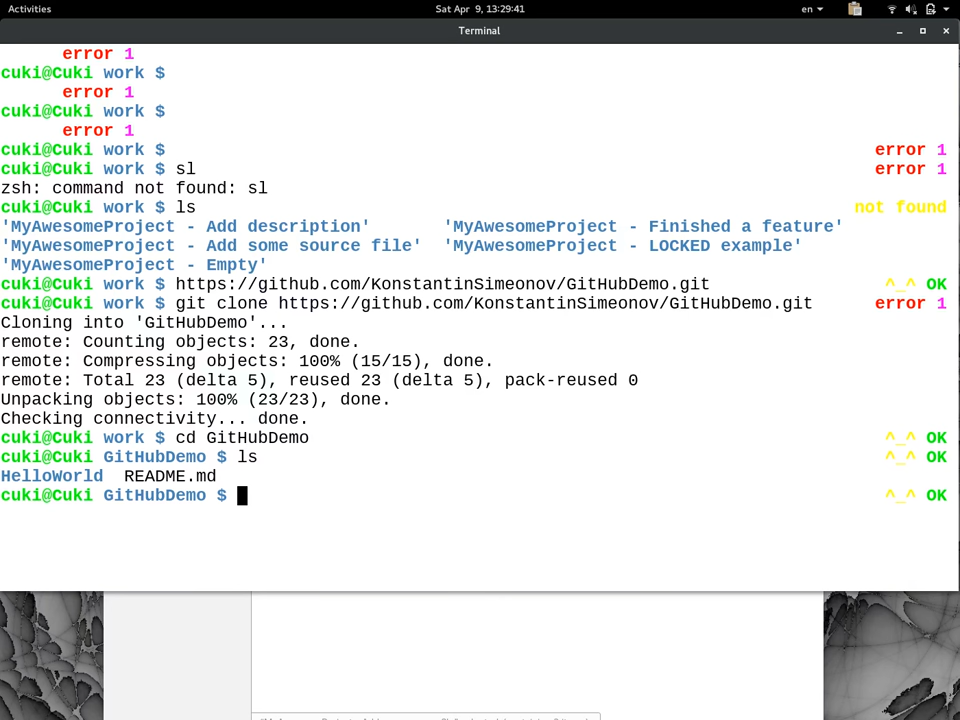 Activities Sat Apr 9, 13:29:41 en
Terminal
error 1
cuki@Cuki work $
error 1
cuki@Cuki work $
error 1
cuki@Cuki work $ error 1
cuki@Cuki work $ sl error 1
zsh: command not found: sl
cuki@Cuki work $ ls not found
'MyAwesomeProject - Add description' 'MyAwesomeProject - Finished a feature'
'MyAwesomeProject - Add some source file' 'MyAwesomeProject - LOCKED example'
'MyAwesomeProject - Empty'
cuki@Cuki work $ https://github.com/KonstantinSimeonov/GitHubDemo.git ^_^ OK
cuki@Cuki work $ git clone https://github.com/KonstantinSimeonov/GitHubDemo.git error 1
Cloning into 'GitHubDemo'...
remote: Counting objects: 23, done.
remote: Compressing objects: 100% (15/15), done.
remote: Total 23 (delta 5), reused 23 (delta 5), pack-reused 0
Unpacking objects: 100% (23/23), done.
Checking connectivity... done.
cuki@Cuki work $ cd GitHubDemo ^_^ OK
cuki@Cuki GitHubDemo $ ls ^_^ OK
HelloWorld README.md
cuki@Cuki GitHubDemo $ ^_^ OK